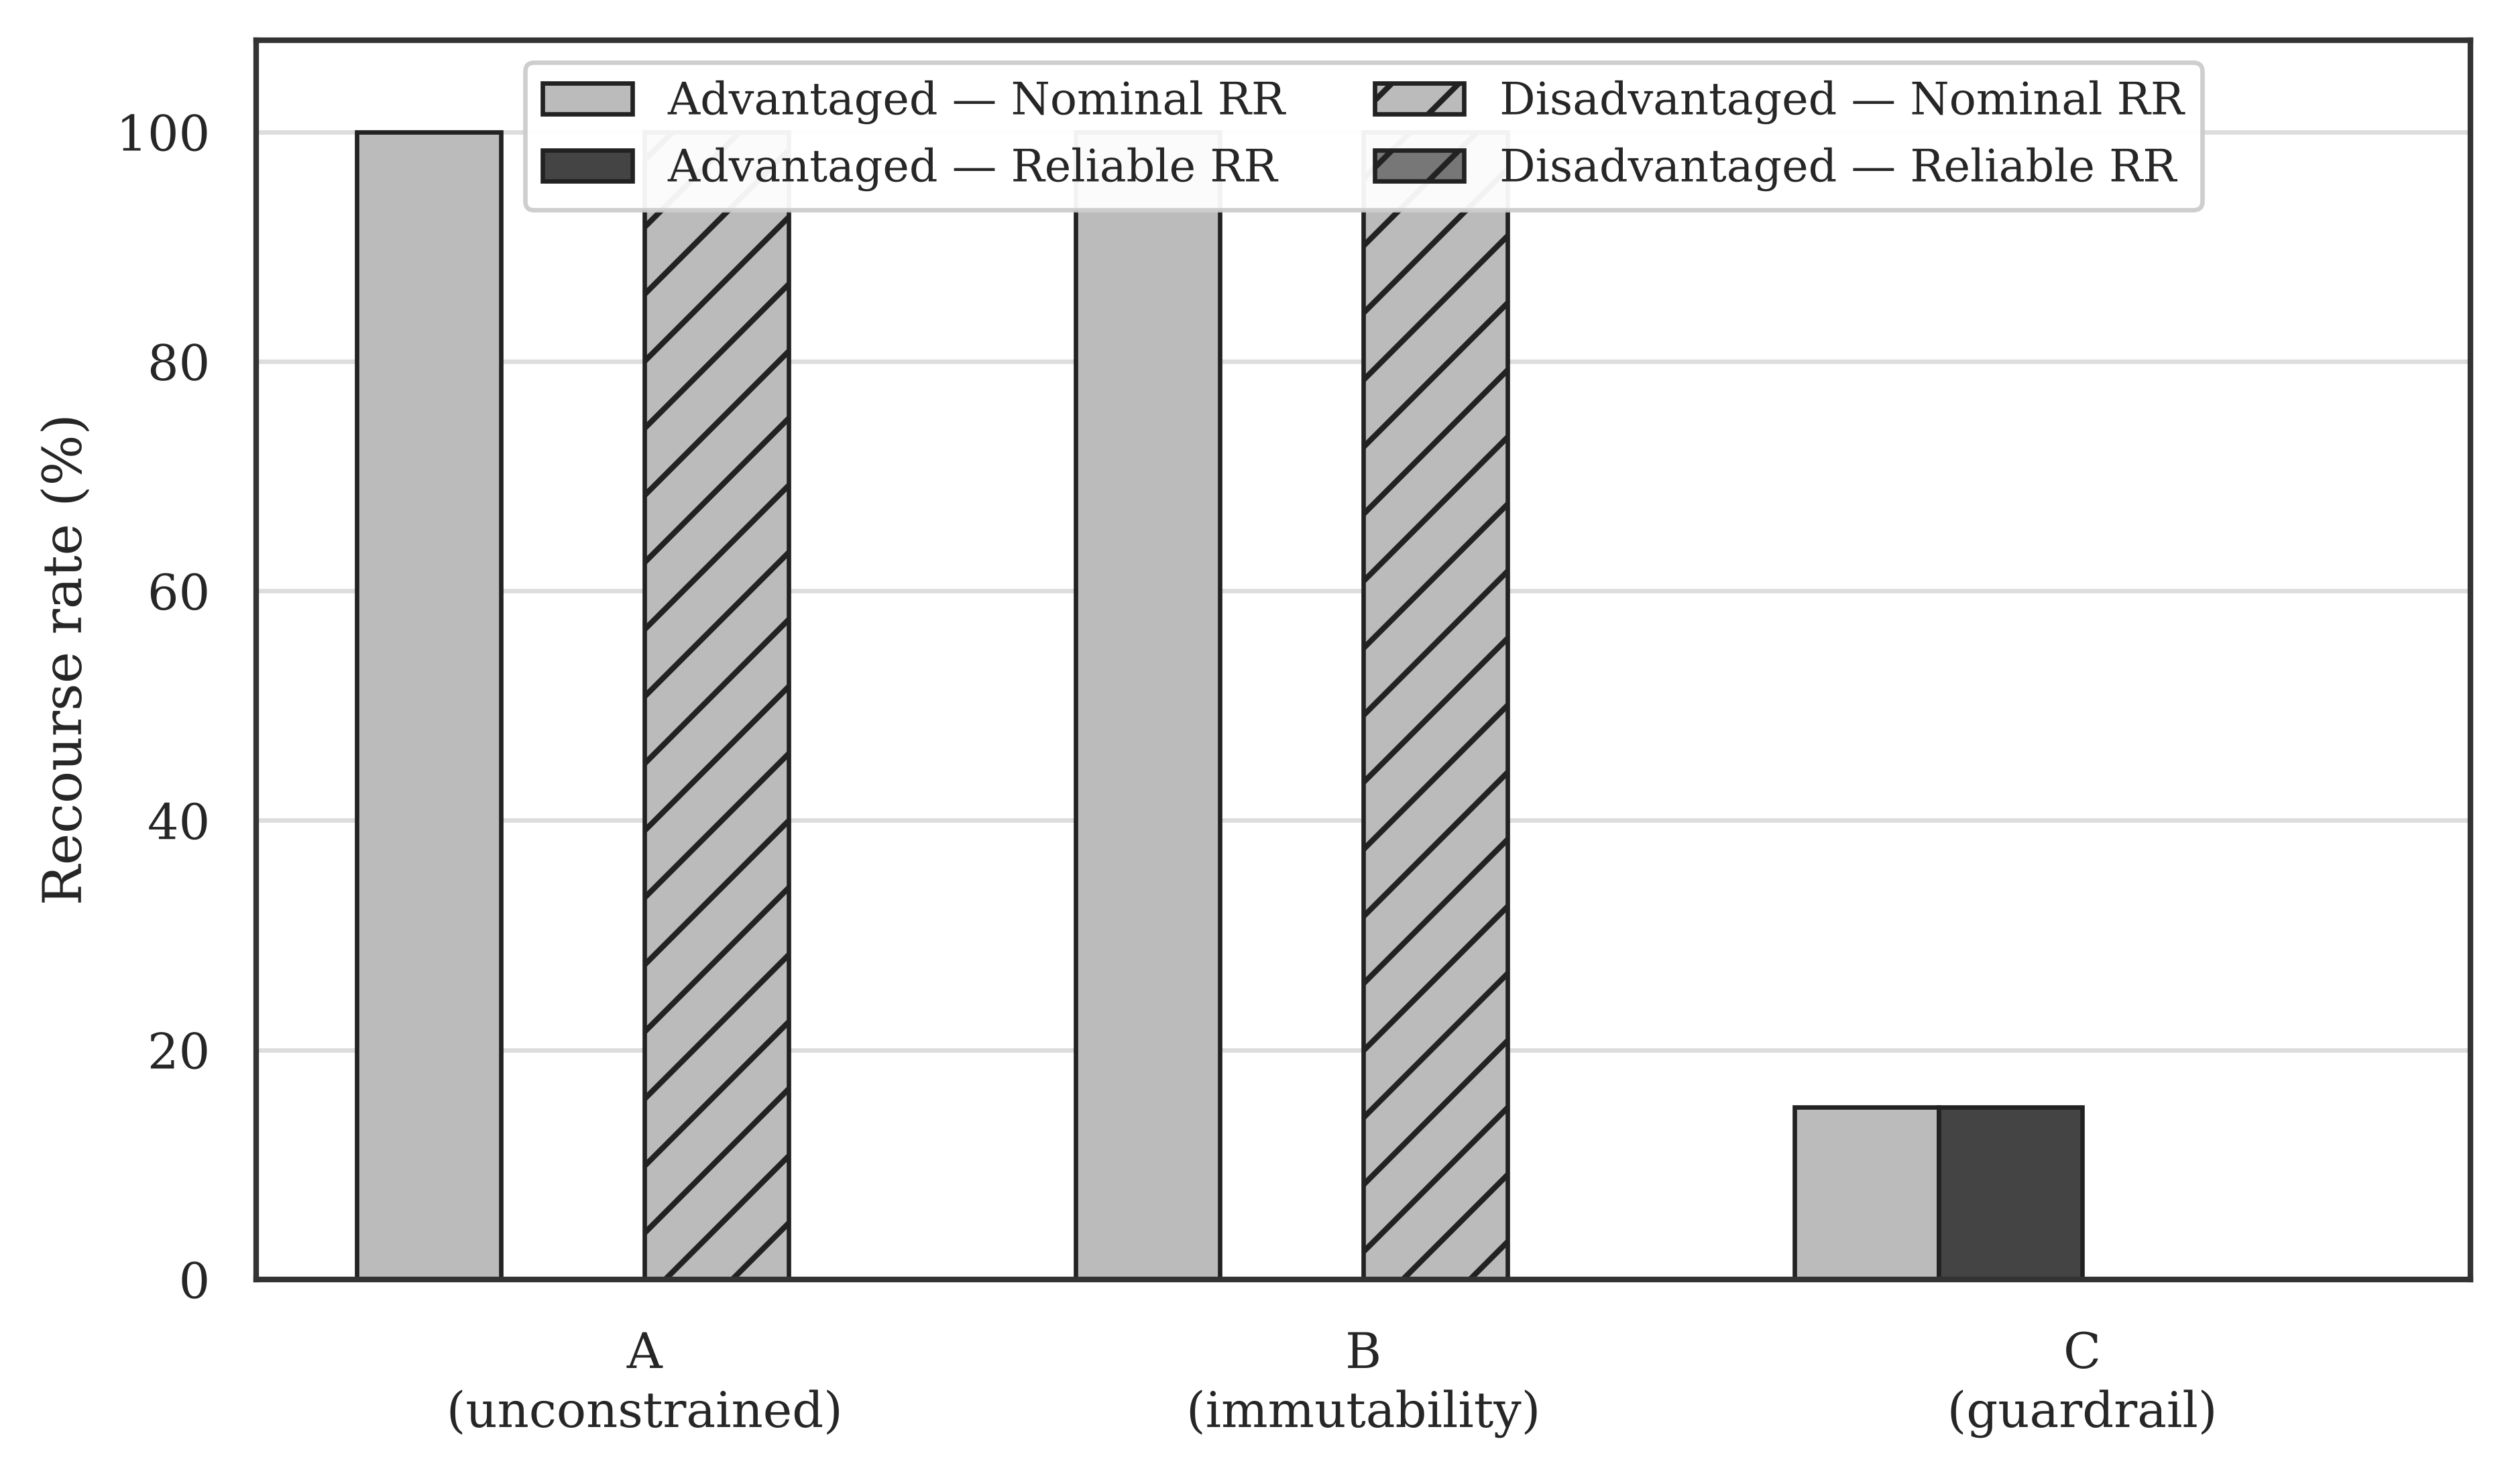 Advantaged — Nominal RR
Advantaged — Reliable RR
Disadvantaged — Nominal RR
Disadvantaged — Reliable RR
Recourse rate (%)
100
80
60
40
20
0
A
(unconstrained)
B
(immutability)
C
(guardrail)